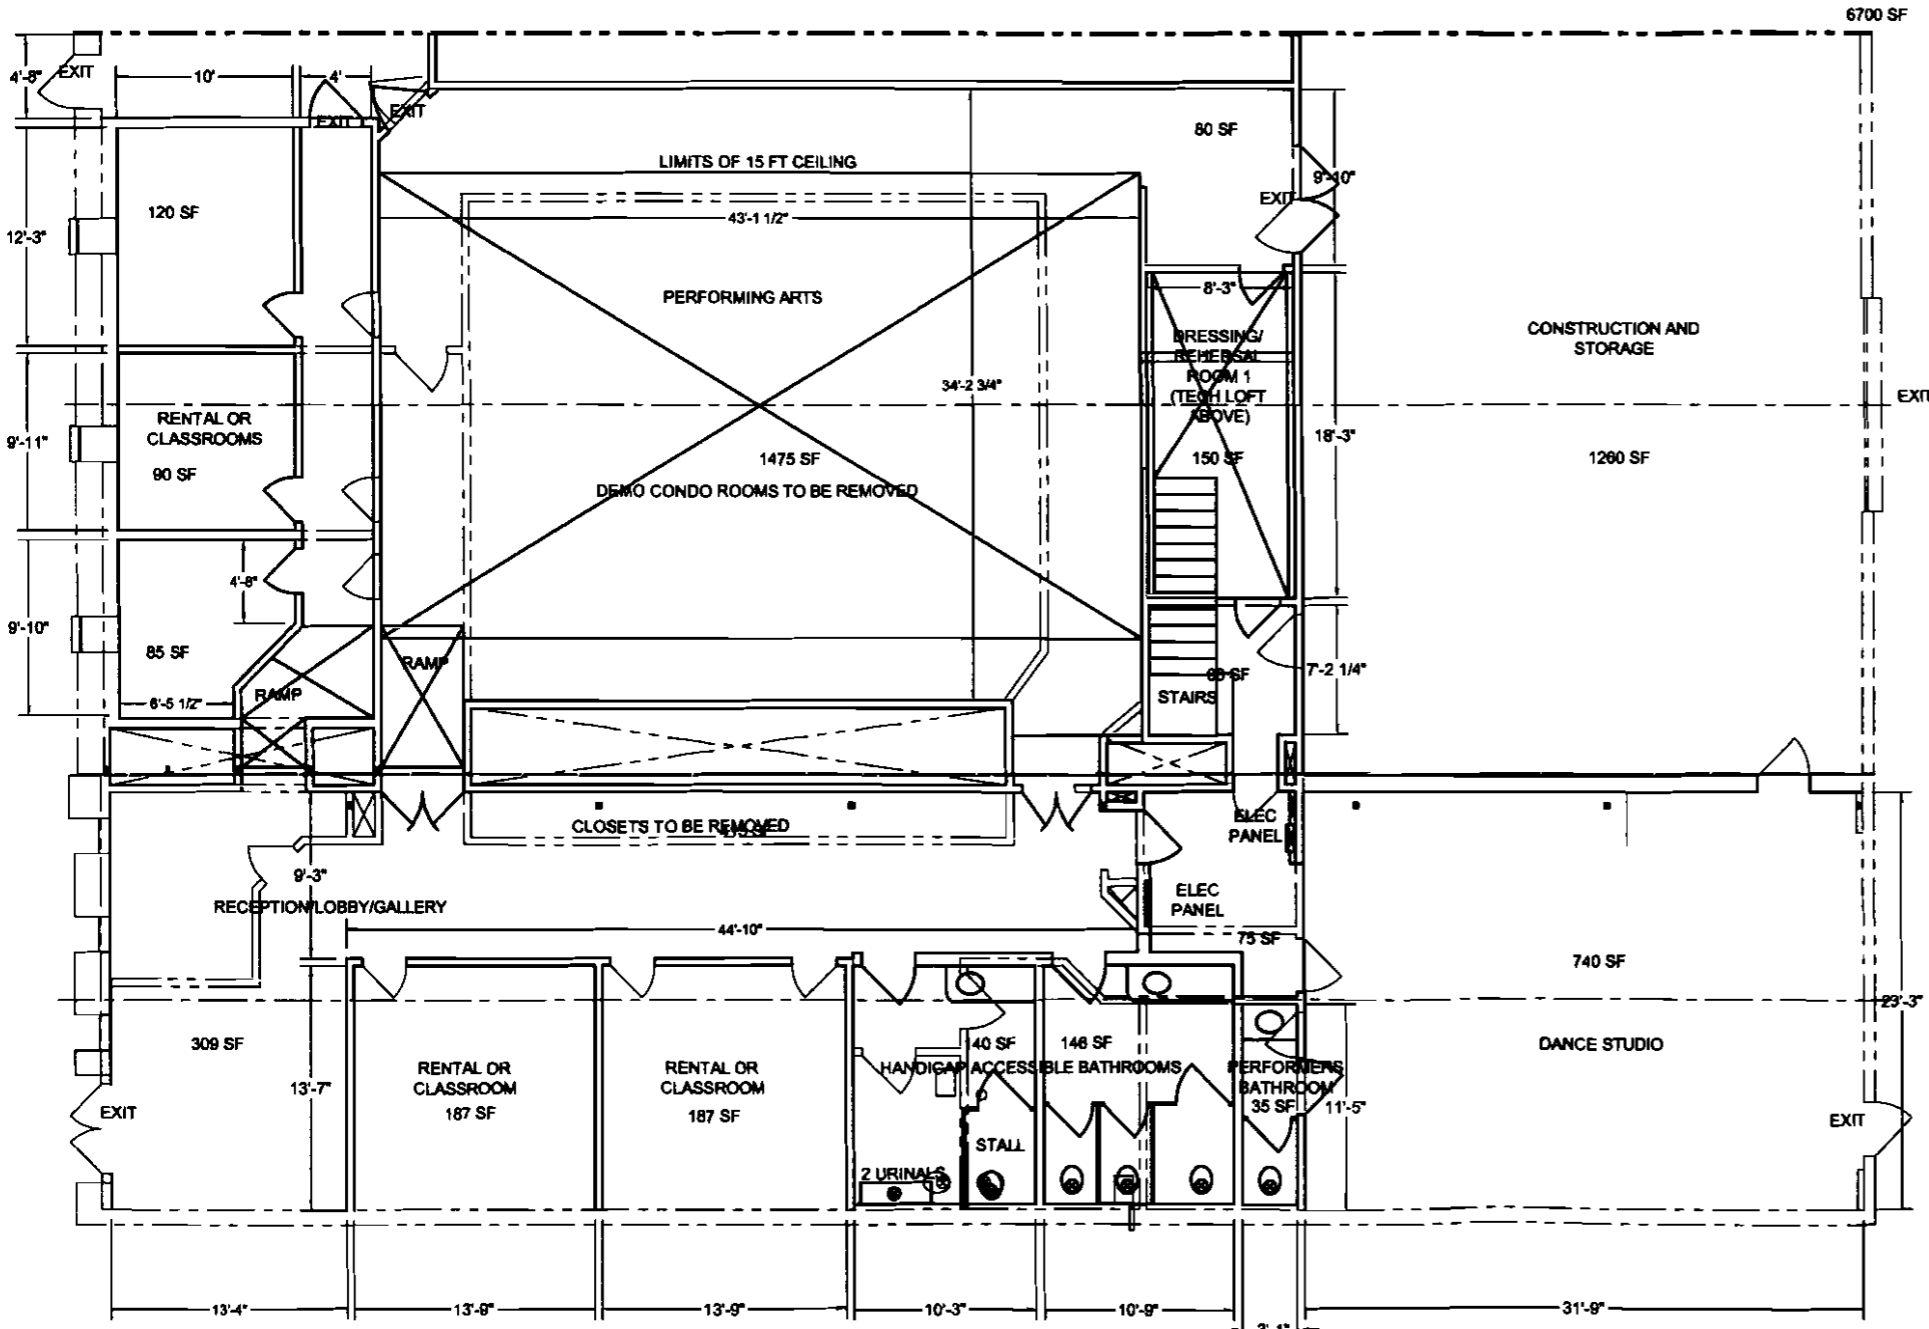 6700 SF
4'-8"
EXIT
10'
4'
EXIT
EXIT
80 SF
LIMITS OF 15 FT CEILING
9'-10"
EXIT
120 SF
43'-1 1/2"
12'-3"
8'-3"
PERFORMING ARTS
CONSTRUCTION AND
STORAGE
DRESSING/
REHERSAL
ROOM 1
(TECH LOFT
ABOVE)
34'-2 3/4"
EXIT
RENTAL OR
CLASSROOMS
9'-11"
18'-3"
90 SF
1475 SF
150 SF
1260 SF
DEMO CONDO ROOMS TO BE REMOVED
4'-8"
9'-10"
85 SF
RAMP
7'-2 1/4"
SF
RAMP
6'-5 1/2"
STAIRS
CLOSETS TO BE REMOVED
ELEC
PANEL
9'-3"
ELEC
PANEL
RECEPTION/LOBBY/GALLERY
44'-10"
75 SF
740 SF
23'-3"
309 SF
140 SF
146 SF
DANCE STUDIO
RENTAL OR
CLASSROOM
187 SF
RENTAL OR
CLASSROOM
187 SF
HANDICAP ACCESSIBLE BATHROOMS
PERFORMERS
BATHROOM
35 SF
13'-7"
11'-5"
EXIT
EXIT
STALL
2 URINALS
13'-4"
13'-9"
13'-9"
10'-3"
10'-9"
31'-9"
3'-1"